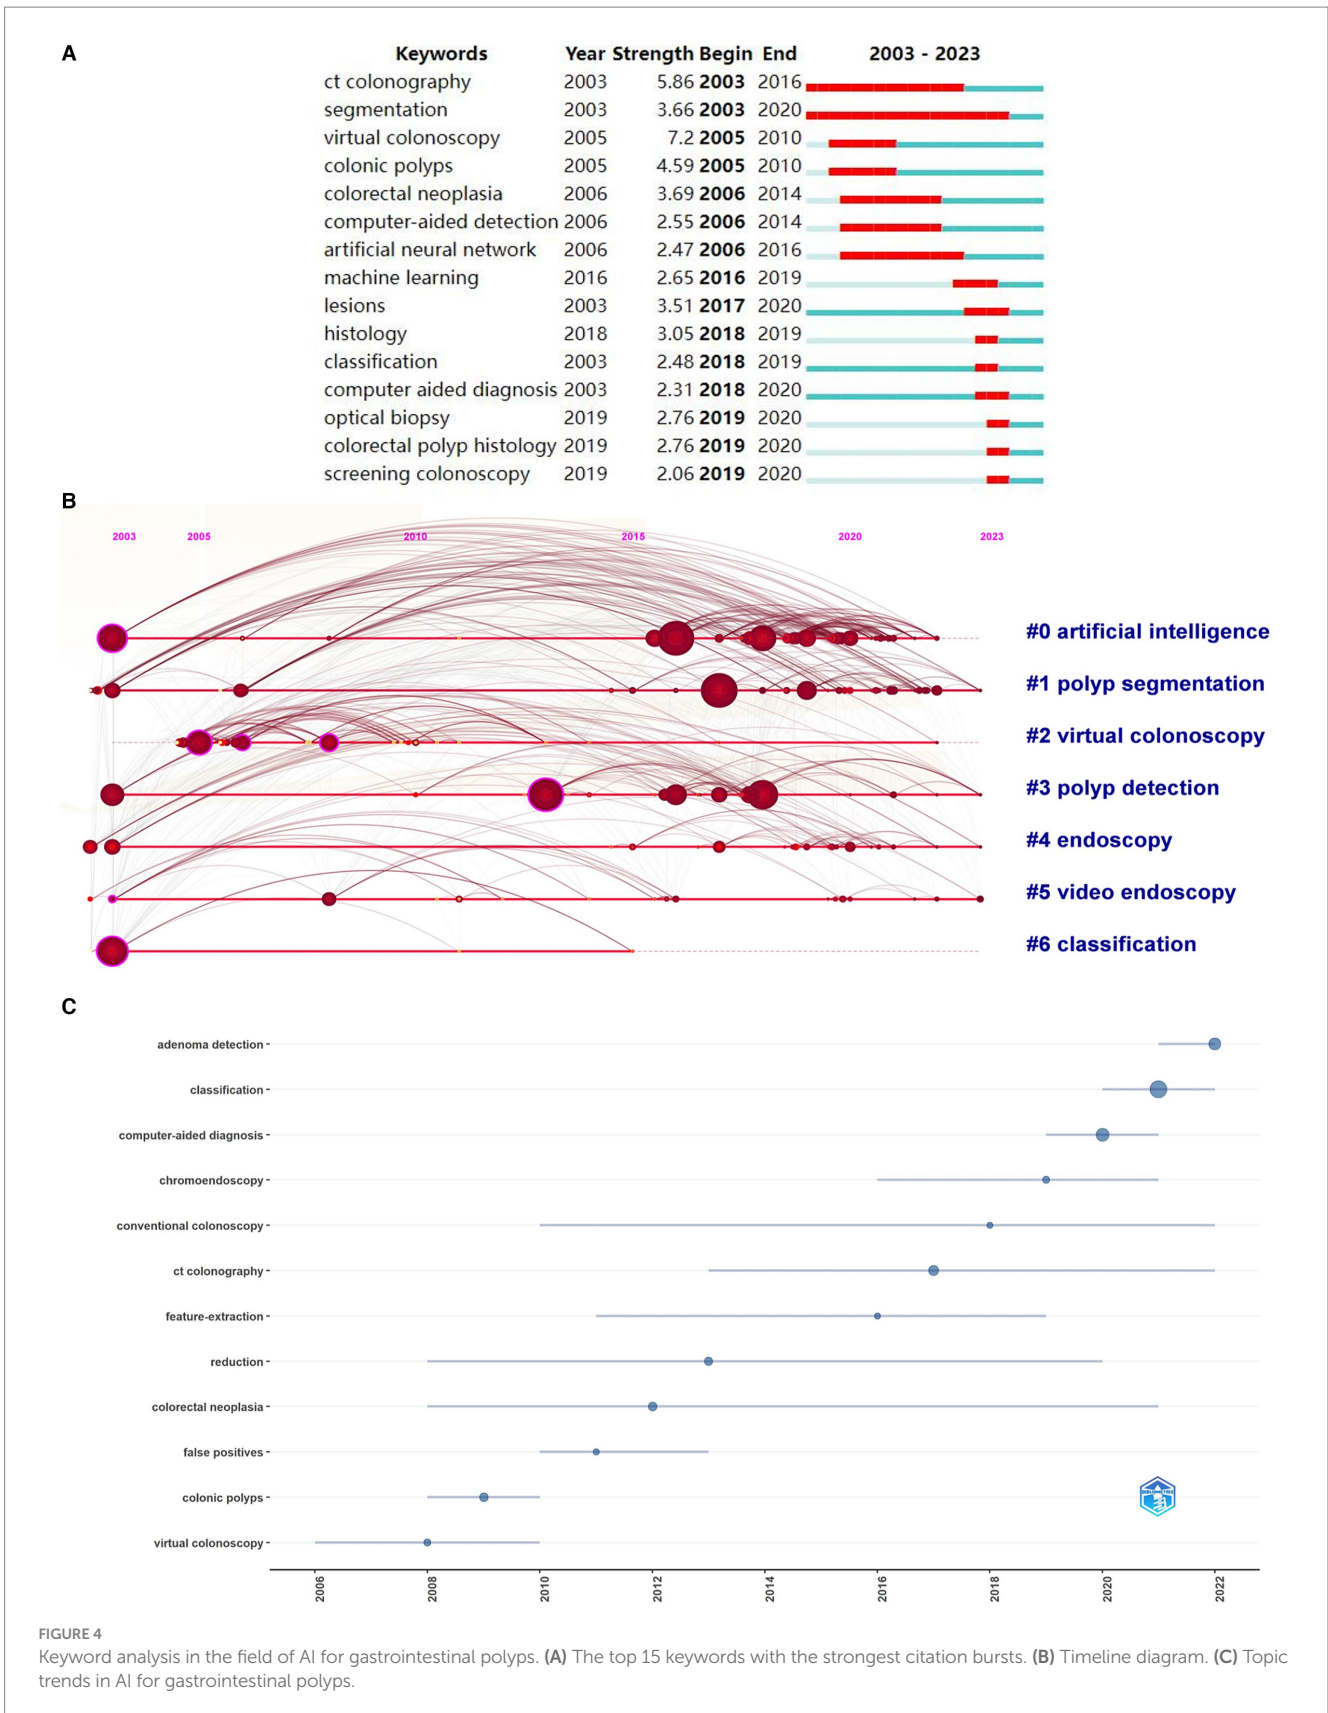 A
Keywords Year Strength Begin End 2003 - 2023
ct colonography 2003 5.86 2003 2016
segmentation 2003 3.66 2003 2020
virtual colonoscopy 2005 7.2 2005 2010
colonic polyps 2005 4.59 2005 2010
colorectal neoplasia 2006 3.69 2006 2014
computer-aided detection 2006 2.55 2006 2014
artificial neural network 2006 2.47 2006 2016
machine learning 2016 2.65 2016 2019
lesions 2003 3.51 2017 2020
histology 2018 3.05 2018 2019
classification 2003 2.48 2018 2019
computer aided diagnosis 2003 2.31 2018 2020
optical biopsy 2019 2.76 2019 2020
colorectal polyp histology 2019 2.76 2019 2020
screening colonoscopy 2019 2.06 2019 2020
B
2003 2005 2010 2015 2020 2023
#0 artificial intelligence
#1 polyp segmentation
#2 virtual colonoscopy
#3 polyp detection
#4 endoscopy
#5 video endoscopy
#6 classification
C
adenoma detection
classification
computer-aided diagnosis
chromoendoscopy
conventional colonoscopy
ct colonography
feature-extraction
reduction
colorectal neoplasia
false positives
colonic polyps
virtual colonoscopy
2006 2008 2010 2012 2014 2016 2018 2020 2022
FIGURE 4
Keyword analysis in the field of AI for gastrointestinal polyps. (A) The top 15 keywords with the strongest citation bursts. (B) Timeline diagram. (C) Topic
trends in AI for gastrointestinal polyps.